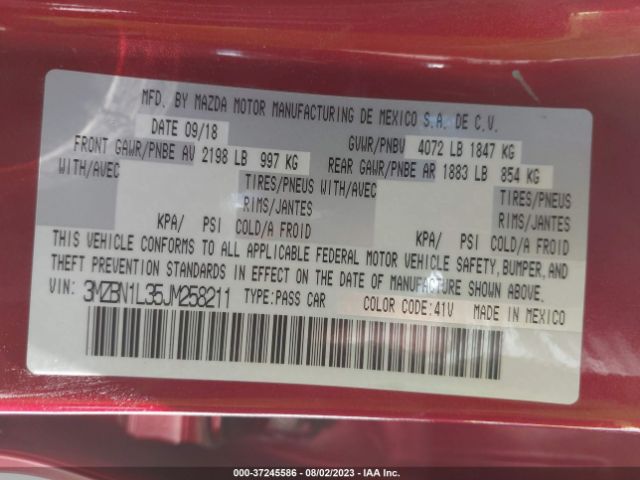 MFD. BY MAZDA MOTOR MANUFACTURING DE MEXICO S.A. DE C.V.
DATE 09/18 GVWR/PNBV 4072 LB 1847 KG
FRONT GAWR/PNBE AV 2198 LB 997 KG REAR GAWR/PNBE AR 1883 LB 854 KG
WITH/AVEC TIRES/PNEUS WITH/AVEC TIRES/PNEUS
RIMS/JANTES RIMS/JANTES
KPA/ PSI COLD/A FROID KPA/ PSI COLD/A FROID
THIS VEHICLE CONFORMS TO ALL APPLICABLE FEDERAL MOTOR VEHICLE SAFETY, BUMPER, AND
THEFT PREVENTION STANDARDS IN EFFECT ON THE DATE OF MANUFACTURE SHOWN ABOVE.
VIN: 3MZBN1L35JM258211 TYPE:PASS CAR COLOR CODE:41V MADE IN MEXICO
000-37245586 - 08/02/2023 - IAA Inc.